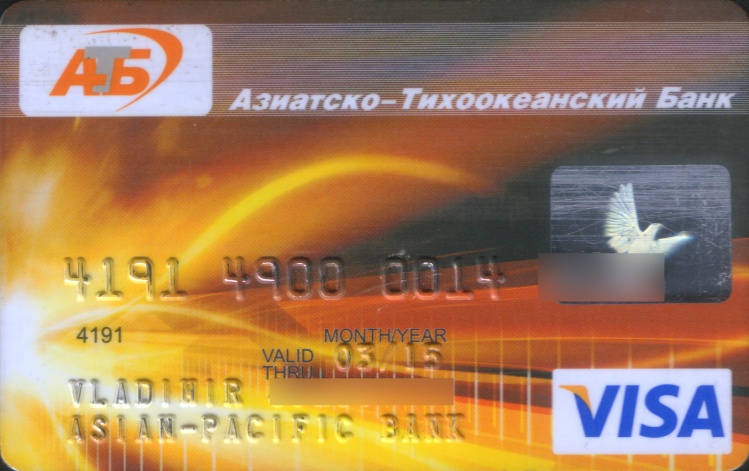 АТБ
Азиатско-Тихоокеанский Банк
4191 4900 0014
4191
MONTH/YEAR
VALID THRU 03/15
VLADIMIR
ASIAN-PACIFIC BANK
VISA